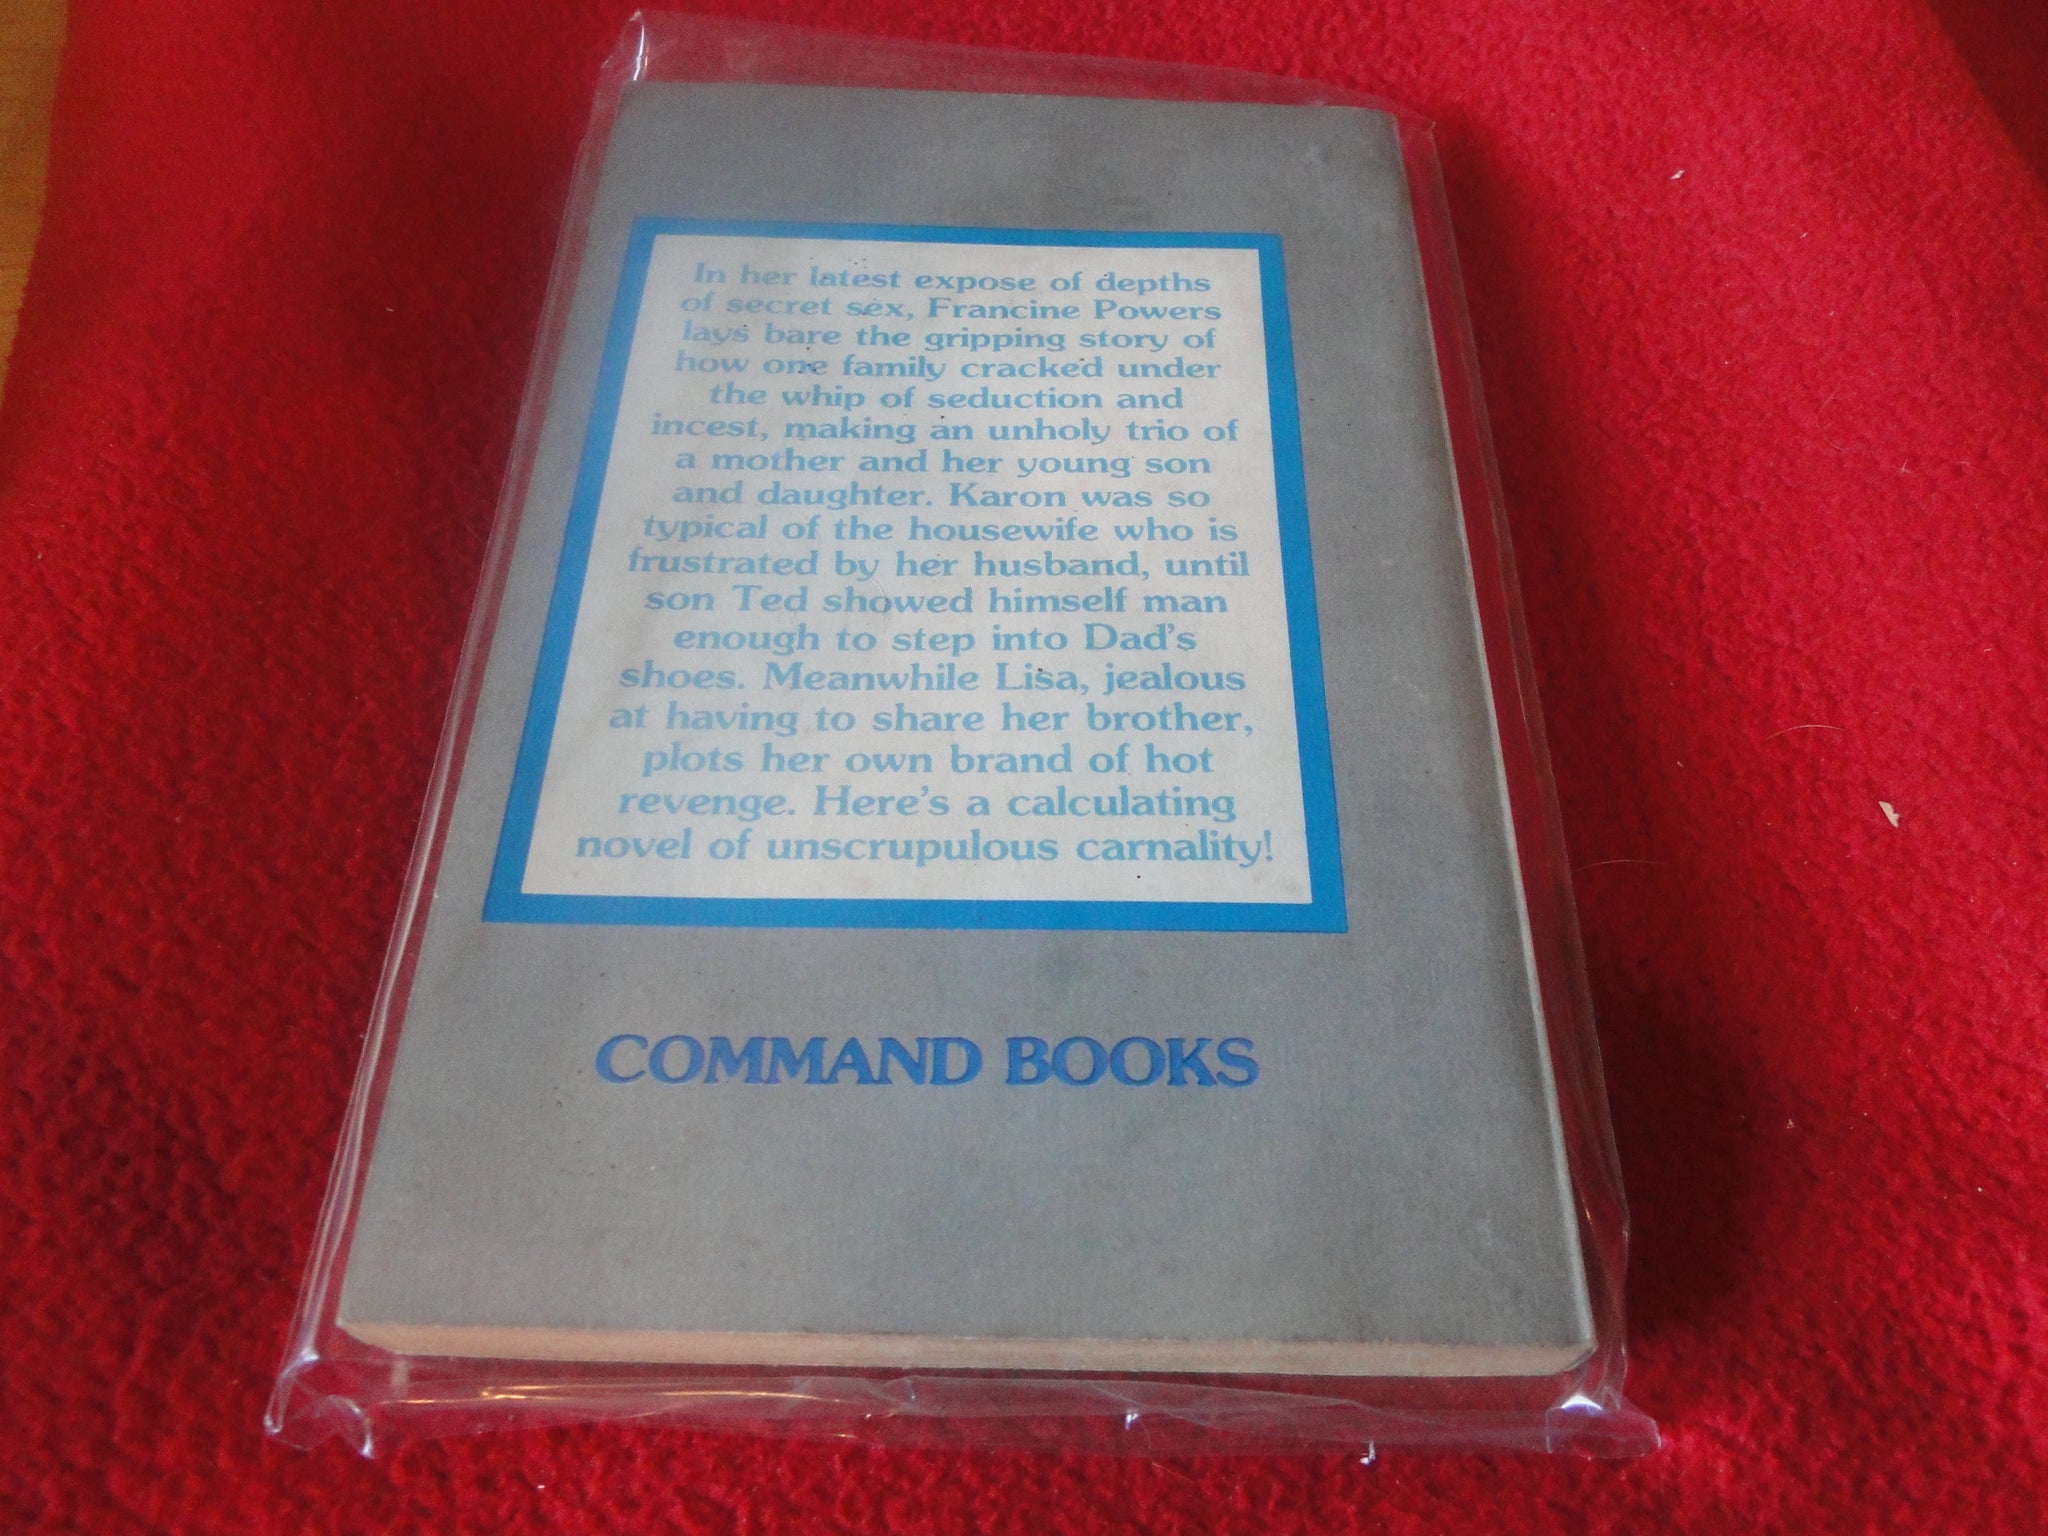 In her latest expose of depths
of secret sex, Francine Powers
lays bare the gripping story of
how one family cracked under
the whip of seduction and
incest, making an unholy trio of
a mother and her young son
and daughter. Karon was so
typical of the housewife who is
frustrated by her husband, until
son Ted showed himself man
enough to step into Dad's
shoes. Meanwhile Lisa, jealous
at having to share her brother,
plots her own brand of hot
revenge. Here's a calculating
novel of unscrupulous carnality!
COMMAND BOOKS